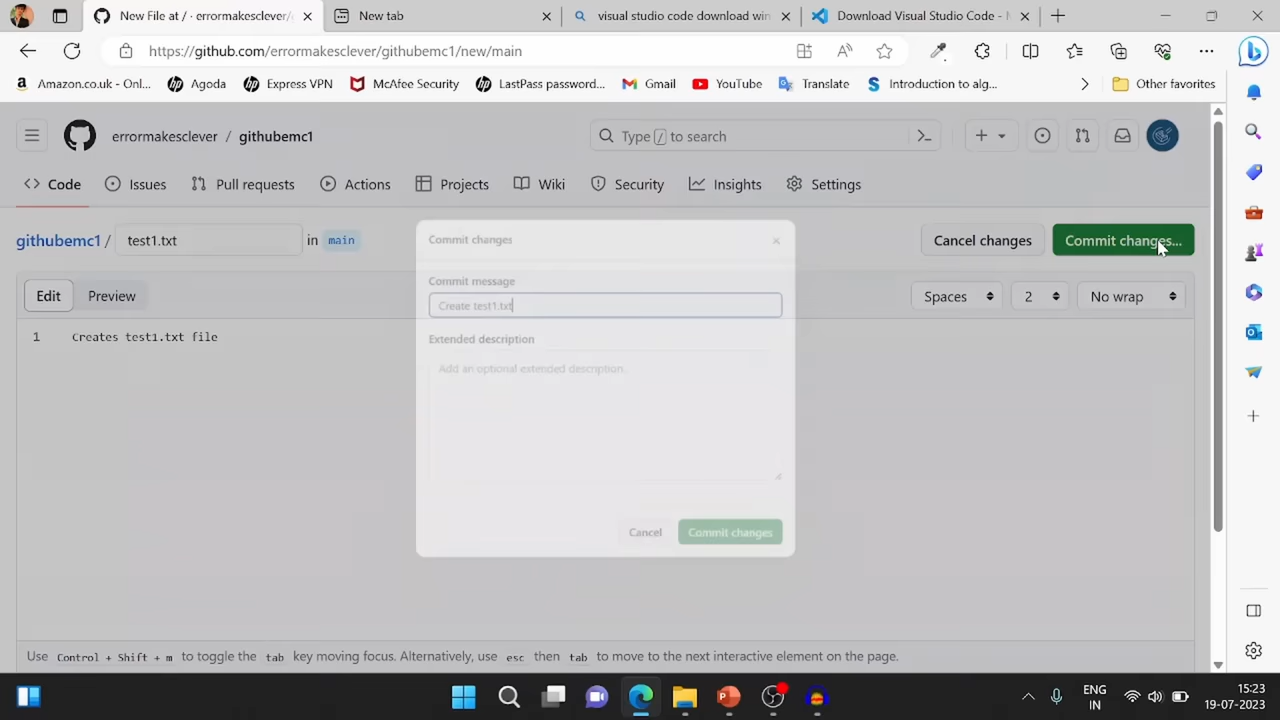 New File at / · errormakesclever/
New tab
visual studio code download win
Download Visual Studio Code -
https://github.com/errormakesclever/githubemc1/new/main
Amazon.co.uk - Onl...
Agoda
Express VPN
McAfee Security
LastPass password...
Gmail
YouTube
Translate
Introduction to alg...
Other favorites
errormakesclever / githubemc1
Type / to search
Code
Issues
Pull requests
Actions
Projects
Wiki
Security
Insights
Settings
githubemc1 / test1.txt in main
Cancel changes
Commit changes...
Commit changes
Commit message
Create test1.txt
Extended description
Add an optional extended description.
Cancel
Commit changes
Edit
Preview
Spaces
2
No wrap
1 Creates test1.txt file
Use Control + Shift + m to toggle the tab key moving focus. Alternatively, use esc then tab to move to the next interactive element on the page.
ENG
IN
15:23
19-07-2023